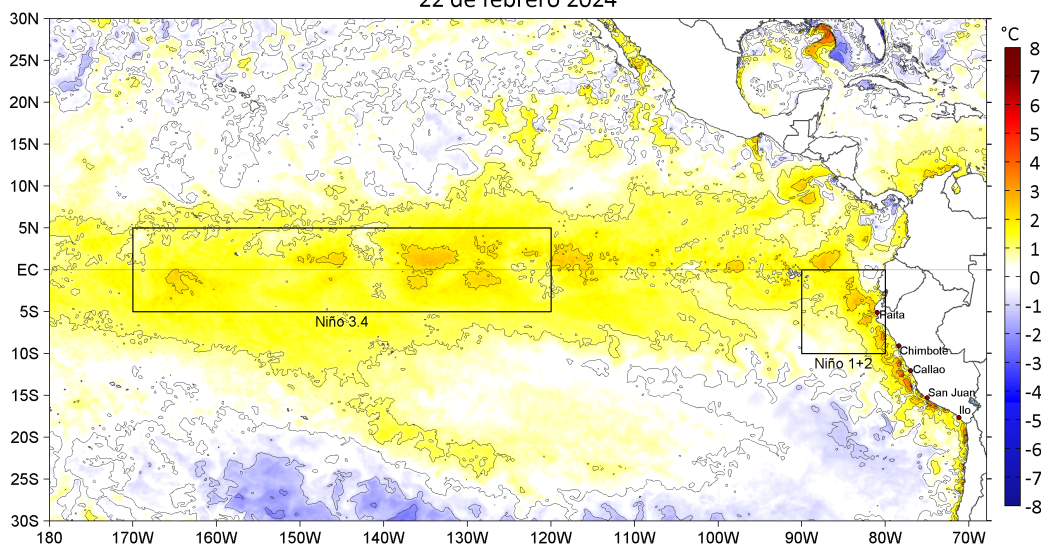 22 de febrero 2024
30N
25N
20N
15N
10N
5N
EC
5S
10S
15S
20S
25S
30S
180
170W
160W
150W
140W
130W
120W
110W
100W
90W
80W
70W
Niño 3.4
Niño 1+2
Paita
Chimbote
Callao
San Juan
Ilo
°C
8
7
6
5
4
3
2
1
0
-1
-2
-3
-4
-5
-6
-7
-8